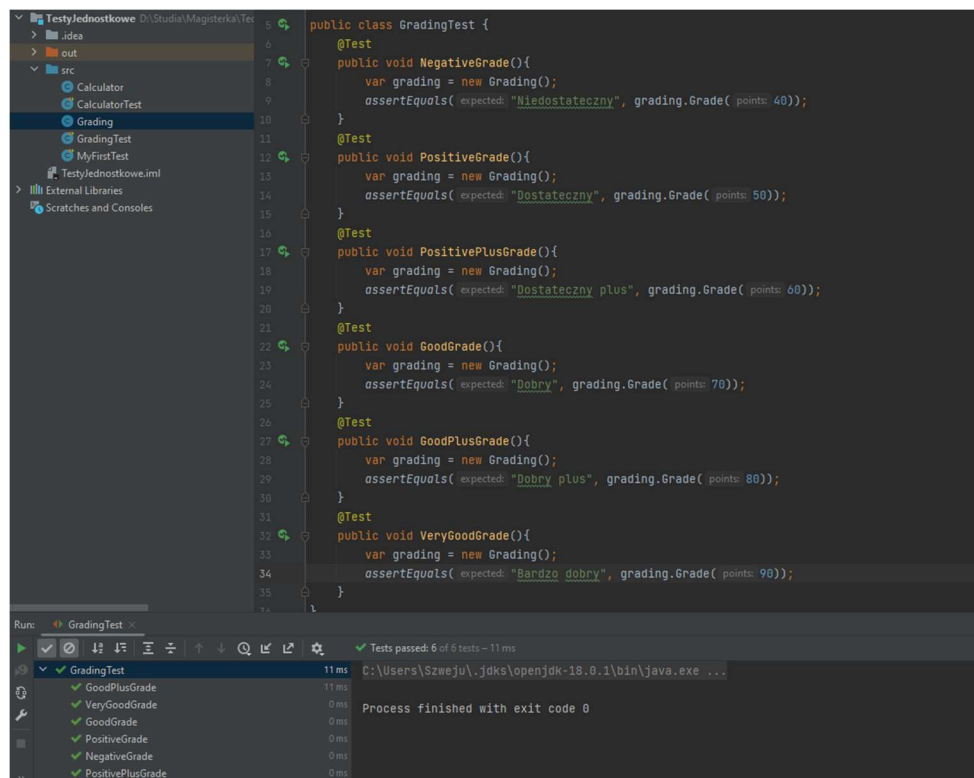 TestyJednostkowe D:\Studia\Magisterka\Tec
.idea
out
src
Calculator
CalculatorTest
Grading
GradingTest
MyFirstTest
TestyJednostkowe.iml
External Libraries
Scratches and Consoles
5 public class GradingTest {
6 @Test
7 public void NegativeGrade(){
8 var grading = new Grading();
9 assertEquals( expected: "Niedostateczny", grading.Grade( points: 40));
10 }
11 @Test
12 public void PositiveGrade(){
13 var grading = new Grading();
14 assertEquals( expected: "Dostateczny", grading.Grade( points: 50));
15 }
16 @Test
17 public void PositivePlusGrade(){
18 var grading = new Grading();
19 assertEquals( expected: "Dostateczny plus", grading.Grade( points: 60));
20 }
21 @Test
22 public void GoodGrade(){
23 var grading = new Grading();
24 assertEquals( expected: "Dobry", grading.Grade( points: 70));
25 }
26 @Test
27 public void GoodPlusGrade(){
28 var grading = new Grading();
29 assertEquals( expected: "Dobry plus", grading.Grade( points: 80));
30 }
31 @Test
32 public void VeryGoodGrade(){
33 var grading = new Grading();
34 assertEquals( expected: "Bardzo dobry", grading.Grade( points: 90));
35 }
36 }
Run: GradingTest ×
Tests passed: 6 of 6 tests – 11 ms
GradingTest 11 ms
GoodPlusGrade 11 ms
VeryGoodGrade 0 ms
GoodGrade 0 ms
PositiveGrade 0 ms
NegativeGrade 0 ms
PositivePlusGrade 0 ms
C:\Users\Szweju\.jdks\openjdk-18.0.1\bin\java.exe ...
Process finished with exit code 0